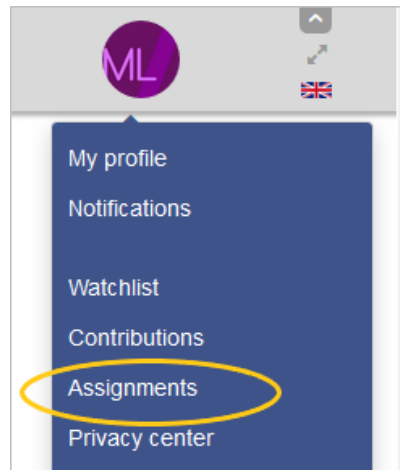 ML
My profile
Notifications
Watchlist
Contributions
Assignments
Privacy center